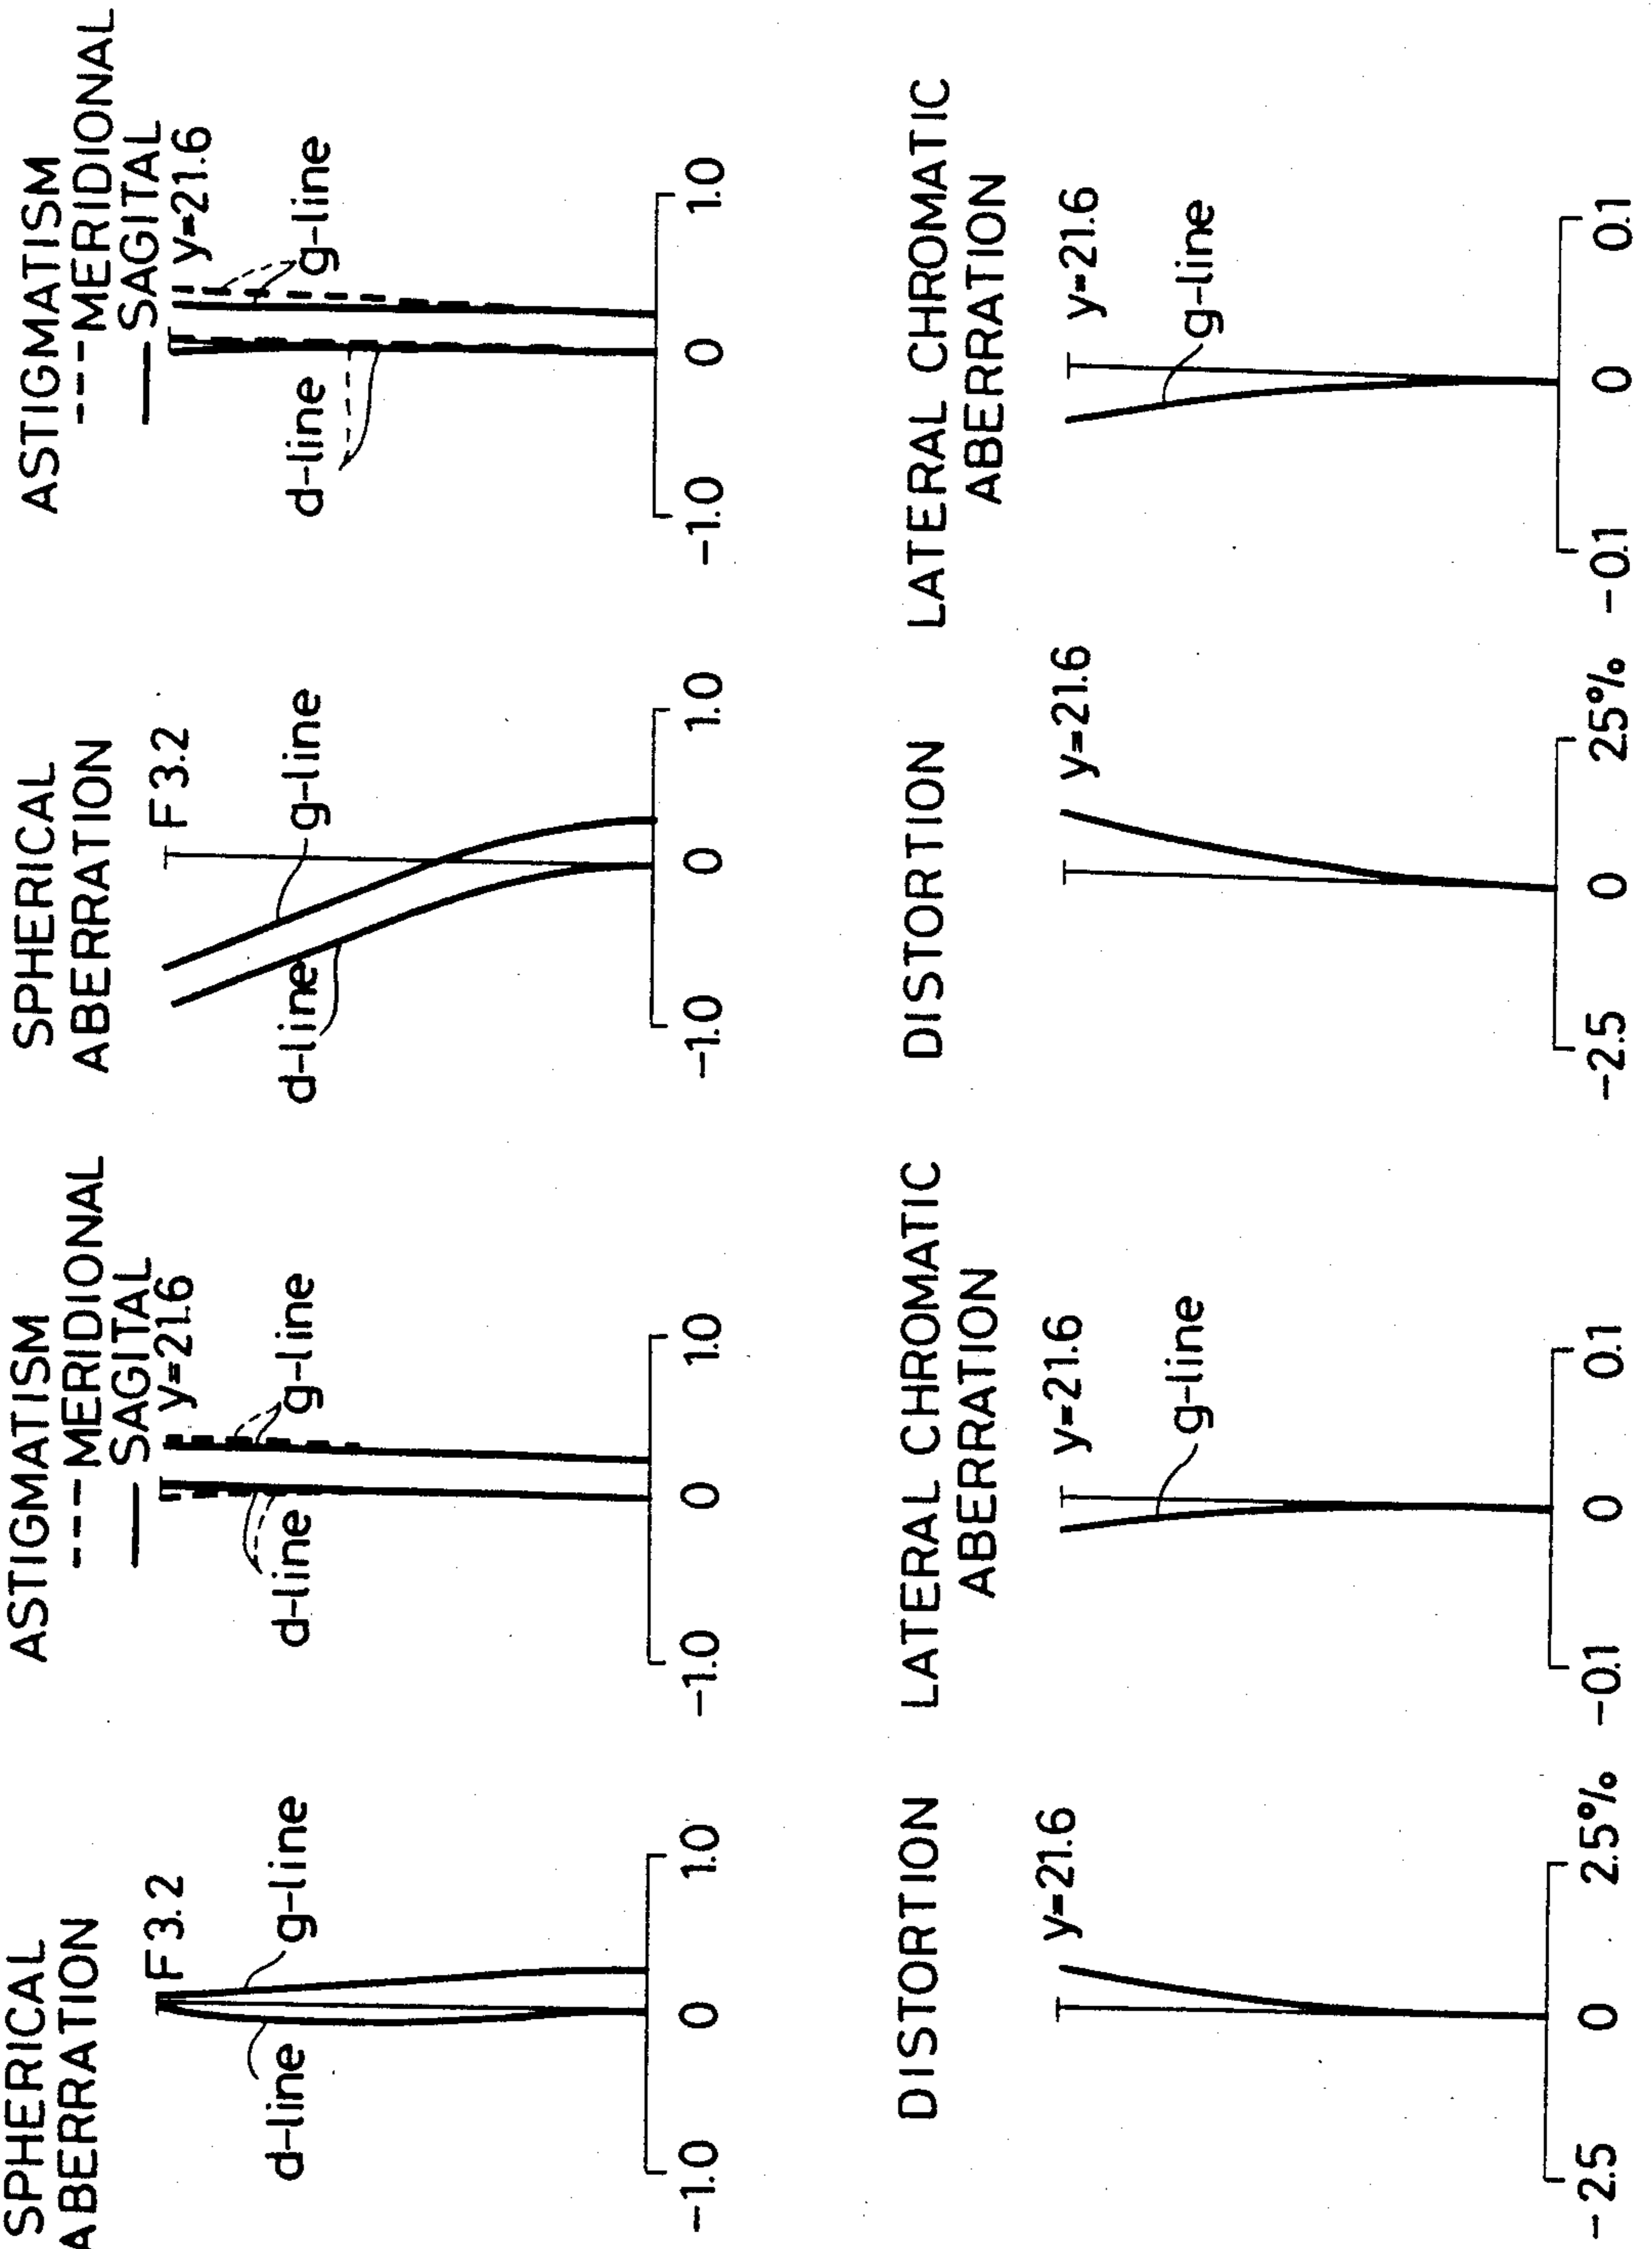 SPHERICAL
ABERRATION
F 3.2
g-line
d-line
-1.0 0 1.0
ASTIGMATISM
--- MERIDIONAL
— SAGITAL
y=21.6
g-line
d-line
-1.0 0 1.0
SPHERICAL
ABERRATION
F 3.2
g-line
d-line
-1.0 0 1.0
ASTIGMATISM
--- MERIDIONAL
— SAGITAL
y=21.6
g-line
d-line
-1.0 0 1.0
DISTORTION
y=21.6
-2.5 0 2.5%
LATERAL CHROMATIC
ABERRATION
y=21.6
g-line
-0.1 0 0.1
DISTORTION
y=21.6
-2.5 0 2.5%
LATERAL CHROMATIC
ABERRATION
y=21.6
g-line
-0.1 0 0.1